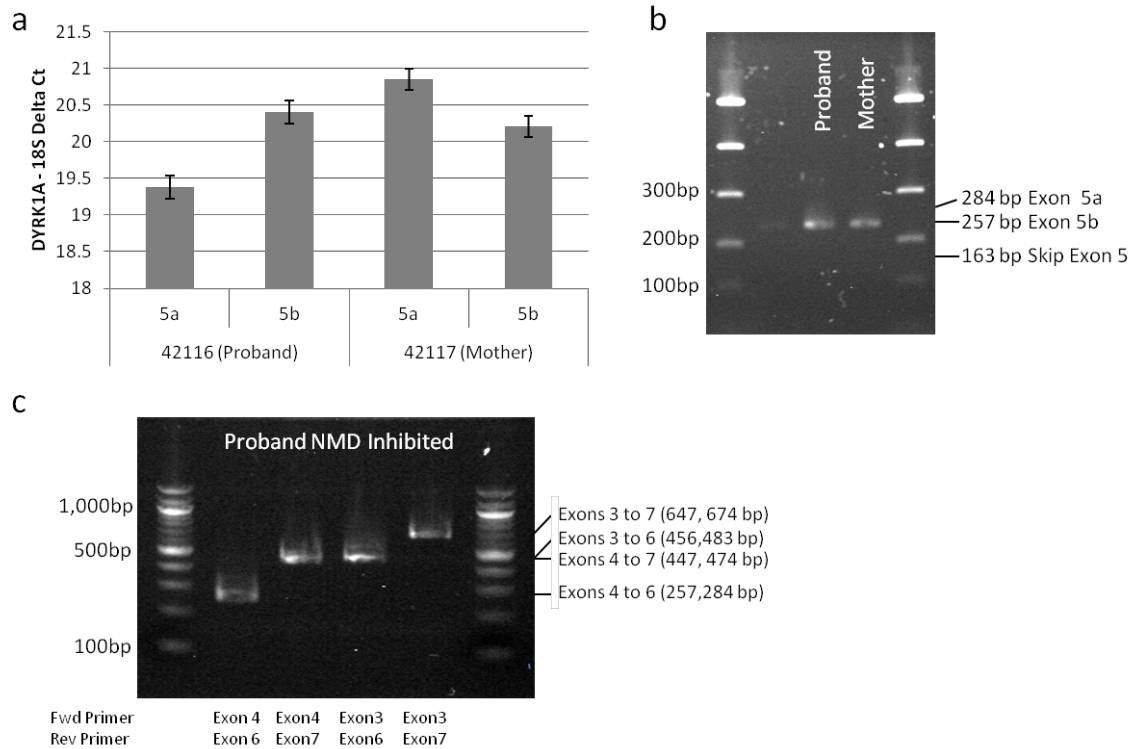 a
21.5
21
20.5
20
19.5
19
18.5
18
DYRK1A - 18S Delta Ct
5a 5b 5a 5b
42116 (Proband) 42117 (Mother)
b
Proband
Mother
300bp
200bp
100bp
284 bp Exon 5a
257 bp Exon 5b
163 bp Skip Exon 5
c
Proband NMD Inhibited
1,000bp
500bp
100bp
Exons 3 to 7 (647, 674 bp)
Exons 3 to 6 (456,483 bp)
Exons 4 to 7 (447, 474 bp)
Exons 4 to 6 (257,284 bp)
Fwd Primer Exon 4 Exon4 Exon3 Exon3
Rev Primer Exon 6 Exon7 Exon6 Exon7